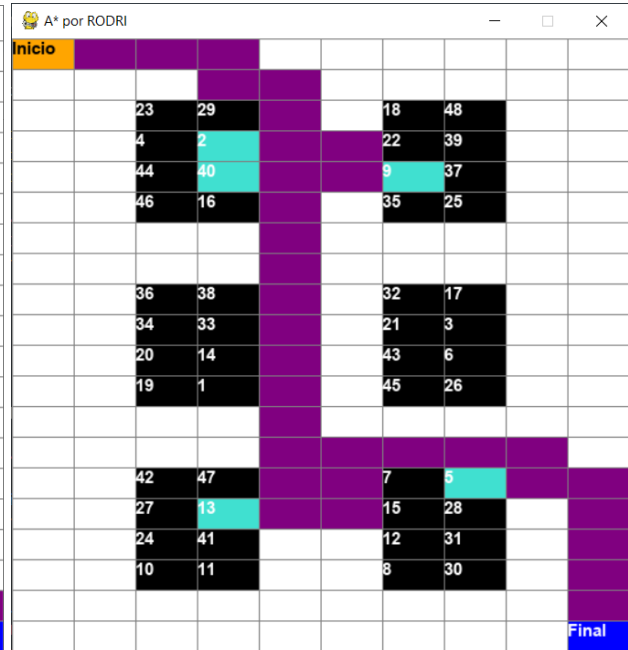 A* por RODRI
Inicio
23 29 18 48
4 2 22 39
44 40 9 37
46 16 35 25
36 38 32 17
34 33 21 3
20 14 43 6
19 1 45 26
42 47 7 5
27 13 15 28
24 41 12 31
10 11 8 30
Final